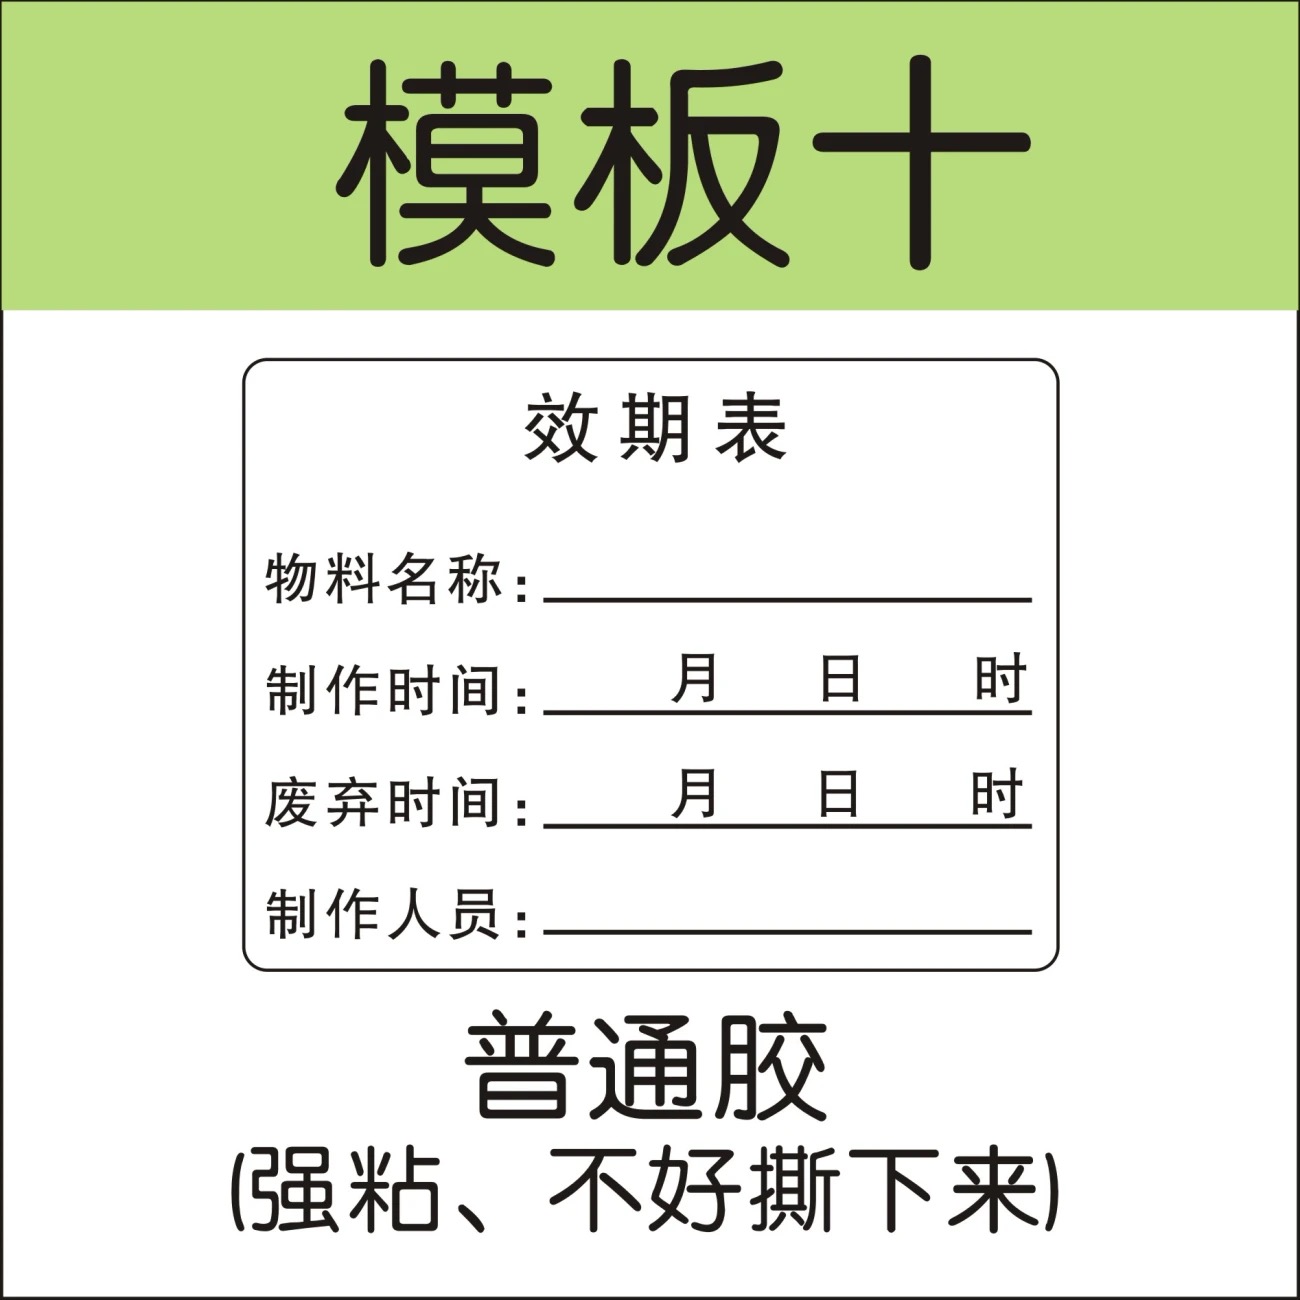 模板十
效期表
物料名称:
制作时间: 月 日 时
废弃时间: 月 日 时
制作人员:
普通胶
(强粘、不好撕下来)